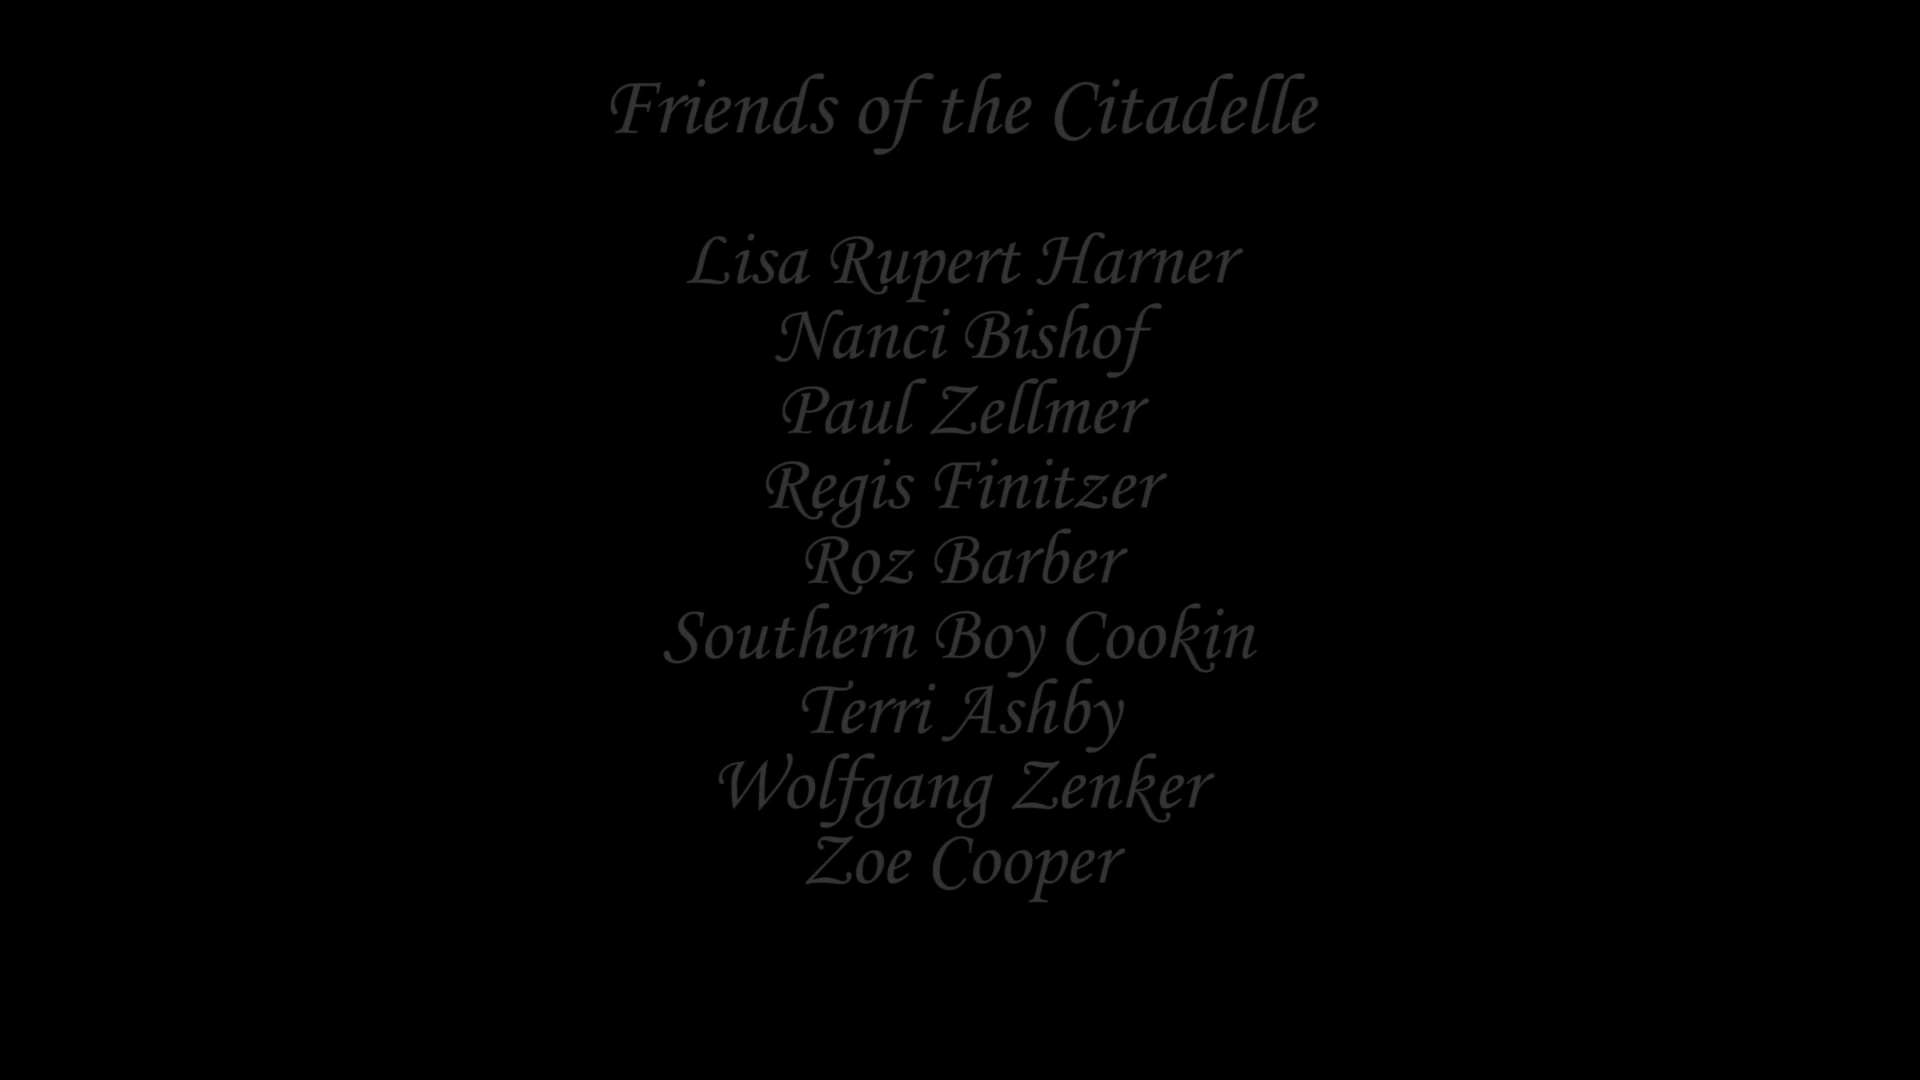 Friends of the Citadelle
Lisa Rupert Harner
Nanci Bishof
Paul Zellmer
Regis Finitzer
Roz Barber
Southern Boy Cookin
Terri Ashby
Wolfgang Zenker
Zoe Cooper